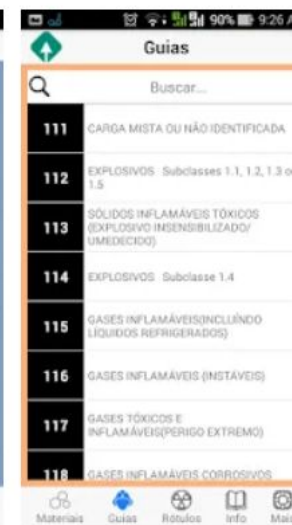 90% 9:26 A
Guias
Buscar...
111 CARGA MISTA OU NÃO IDENTIFICADA
112 EXPLOSIVOS Subclasses 1.1, 1.2, 1.3 o
1.5
113 SÓLIDOS INFLAMÁVEIS TÓXICOS
(EXPLOSIVO INSENSIBILIZADO/
UMEDECIDO)
114 EXPLOSIVOS Subclasse 1.4
115 GASES INFLAMÁVEIS(INCLUÍNDO
LÍQUIDOS REFRIGERADOS)
116 GASES INFLAMÁVEIS (INSTÁVEIS)
117 GASES TÓXICOS E
INFLAMÁVEIS(PERIGO EXTREMO)
118 GASES INFLAMÁVEIS CORROSIVOS
Materiais Guias Rótulos Info Mais